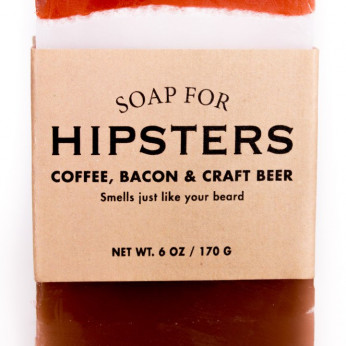 SOAP FOR
HIPSTERS
COFFEE, BACON & CRAFT BEER
Smells just like your beard
NET WT. 6 OZ / 170 G